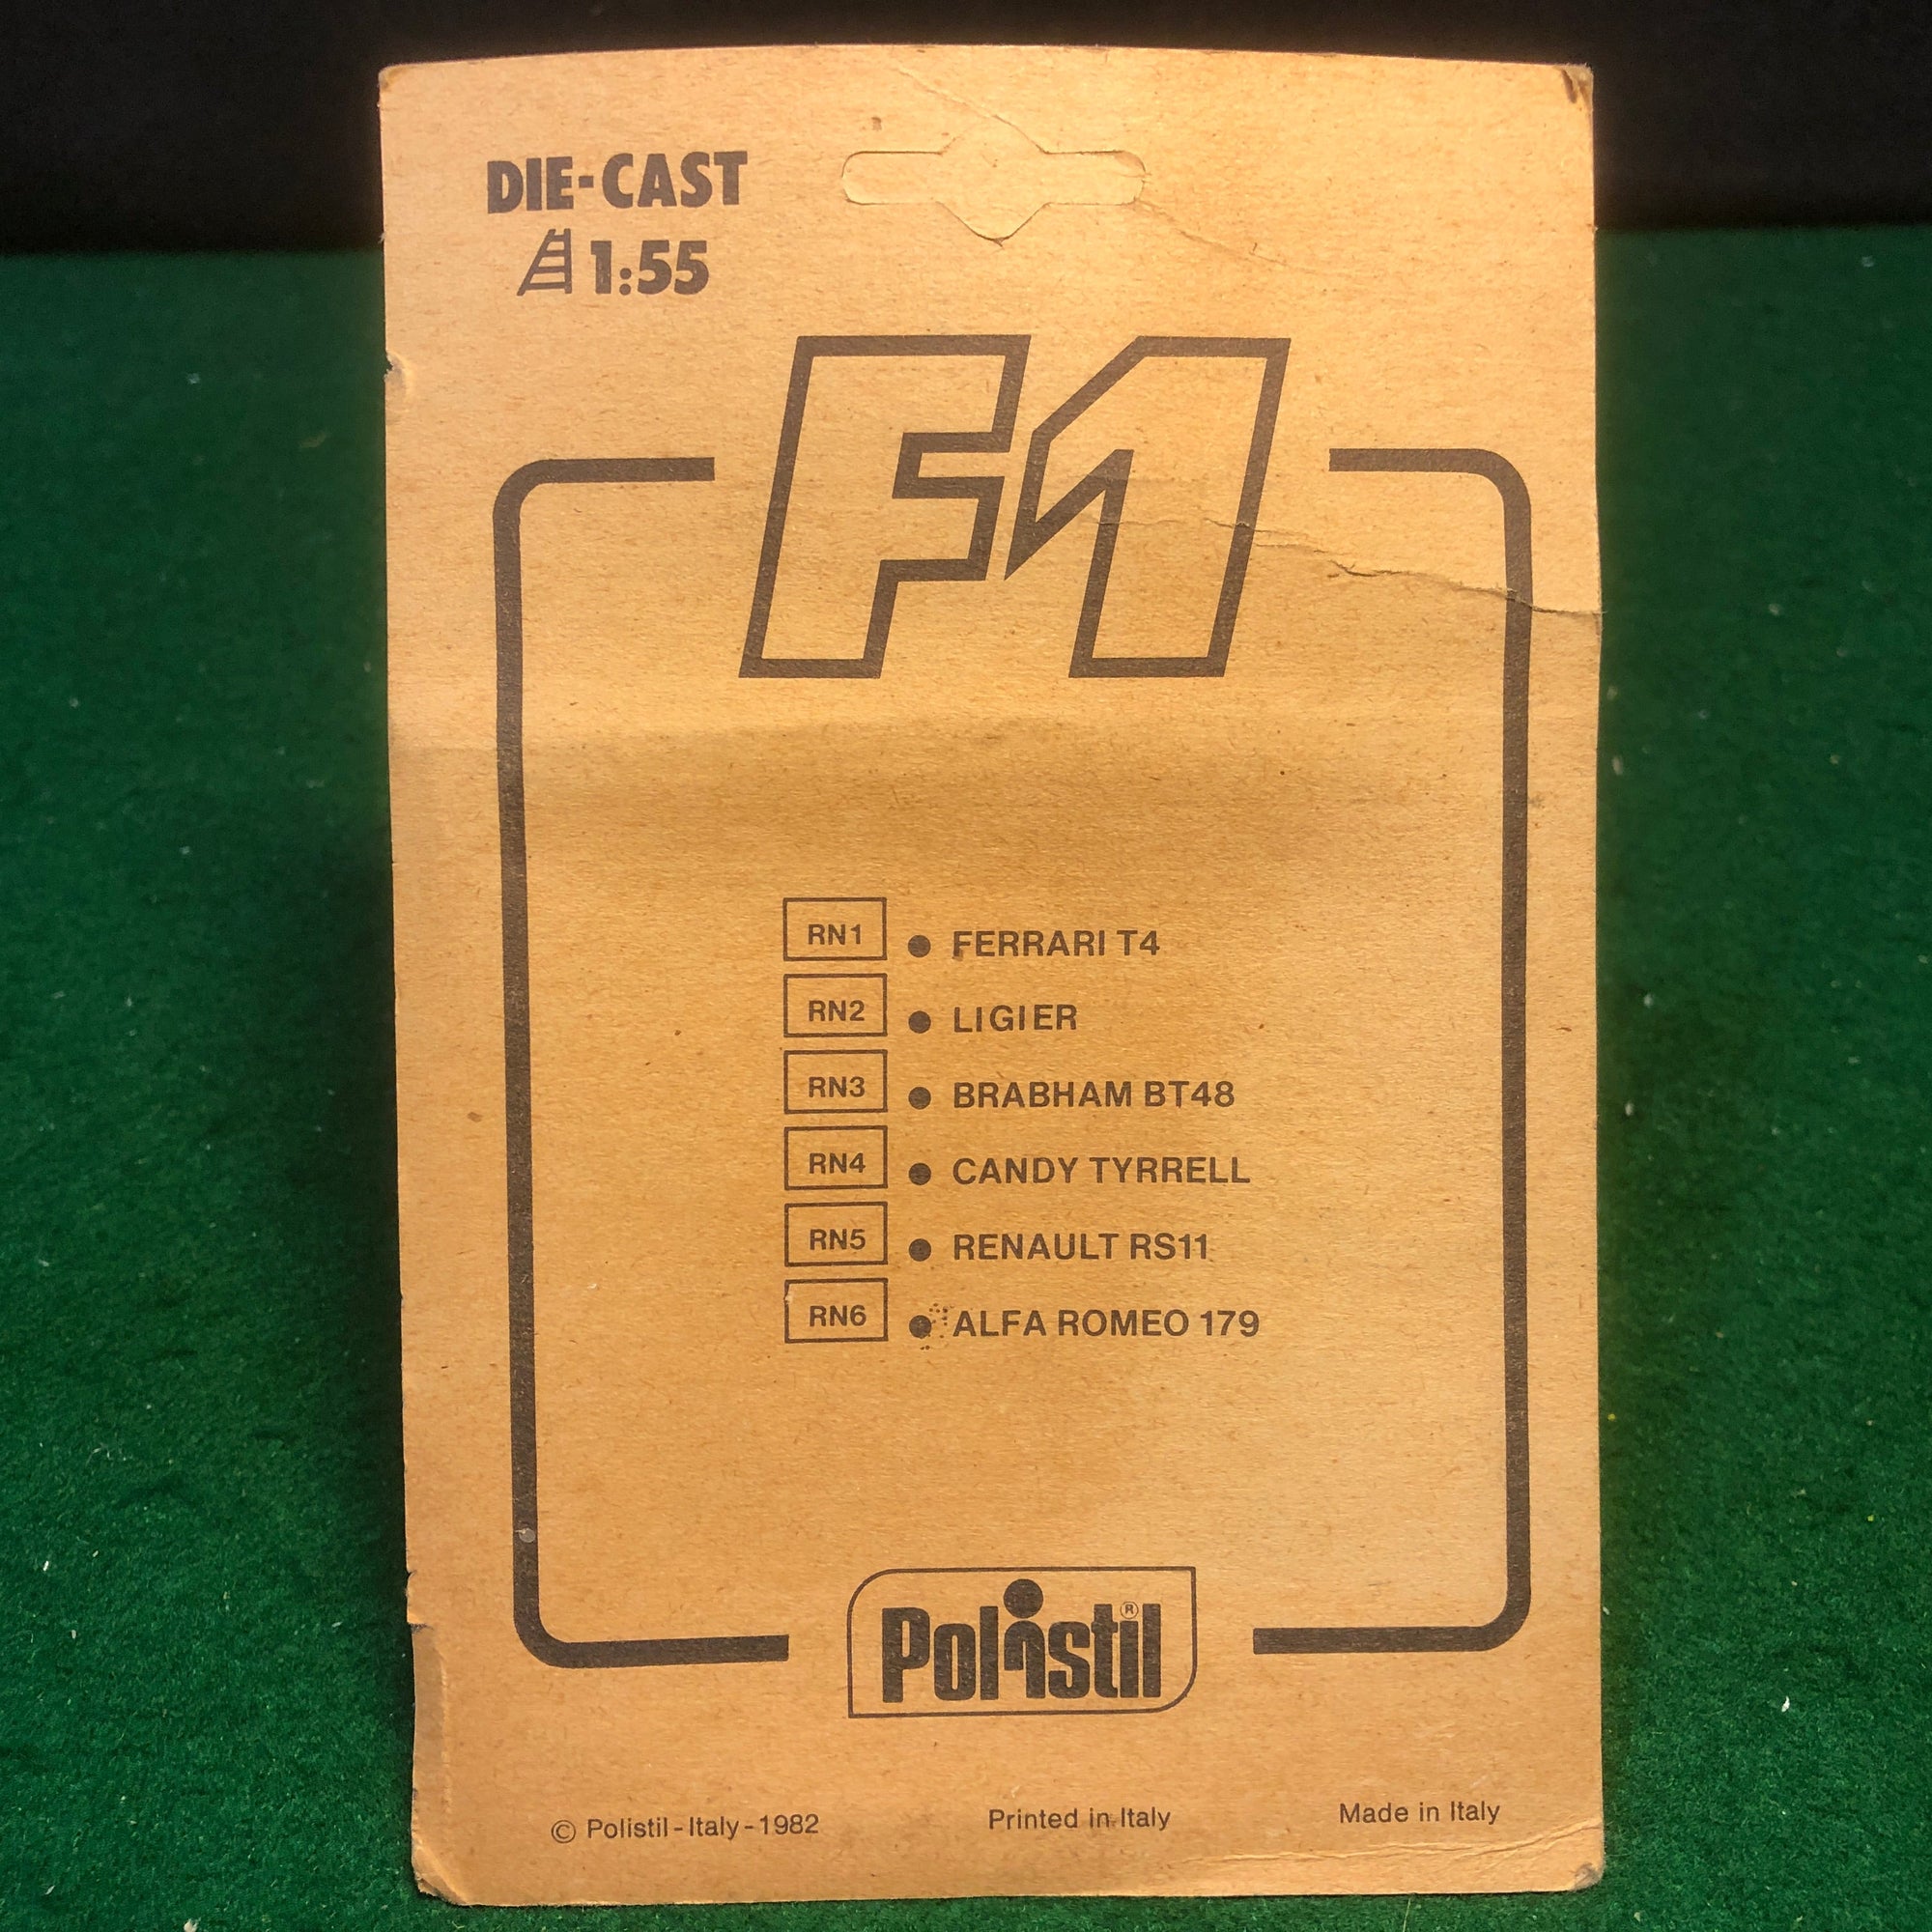 DIE-CAST
1:55
F1
RN1 • FERRARI T4
RN2 • LIGIER
RN3 • BRABHAM BT48
RN4 • CANDY TYRRELL
RN5 • RENAULT RS11
RN6 • ALFA ROMEO 179
Polistil ®
© Polistil - Italy - 1982 Printed in Italy Made in Italy